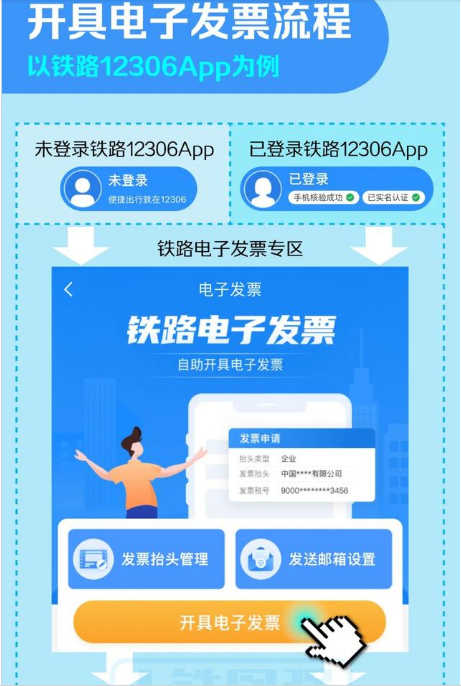 开具电子发票流程
以铁路12306App为例
未登录铁路12306App
已登录铁路12306App
未登录
便捷出行就在12306
已登录
手机核验成功
已实名认证
铁路电子发票专区
电子发票
铁路电子发票
自助开具电子发票
发票申请
抬头类型 企业
发票抬头 中国****有限公司
发票税号 9000********3456
发票抬头管理
发送邮箱设置
开具电子发票